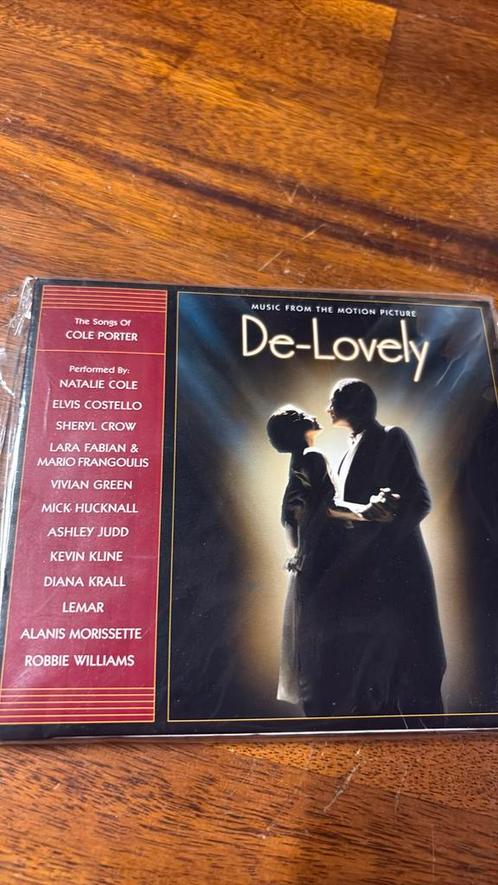 The Songs Of
COLE PORTER
Performed By:
NATALIE COLE
ELVIS COSTELLO
SHERYL CROW
LARA FABIAN &
MARIO FRANGOULIS
VIVIAN GREEN
MICK HUCKNALL
ASHLEY JUDD
KEVIN KLINE
DIANA KRALL
LEMAR
ALANIS MORISSETTE
ROBBIE WILLIAMS
MUSIC FROM THE MOTION PICTURE
De-Lovely